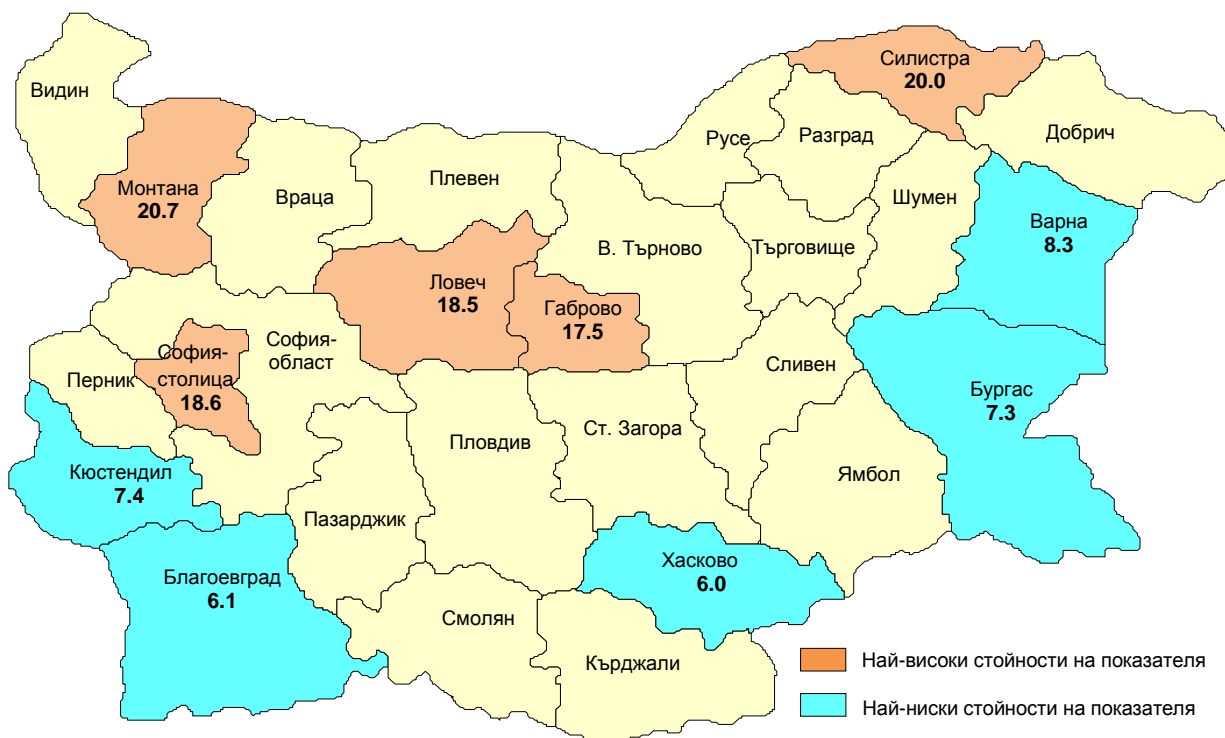 Силистра
20.0
Видин
Добрич
Русе
Разград
Монтана
20.7
Враца
Плевен
Шумен
Варна
8.3
В. Търново
Търговище
Ловеч
18.5
Габрово
17.5
София-
област
София-
столица
18.6
Перник
Сливен
Бургас
7.3
Пловдив
Ст. Загора
Ямбол
Кюстендил
7.4
Пазарджик
Хасково
6.0
Благоевград
6.1
Смолян
Кърджали
Най-високи стойности на показателя
Най-ниски стойности на показателя